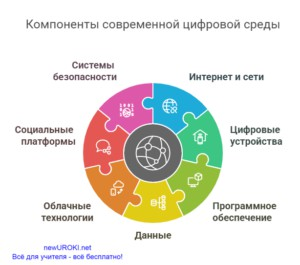 Компоненты современной цифровой среды
Системы
безопасности
Интернет и сети
Социальные
платформы
Цифровые
устройства
Облачные
технологии
Программное
обеспечение
Данные
newUROKI.net
Всё для учителя - всё бесплатно!